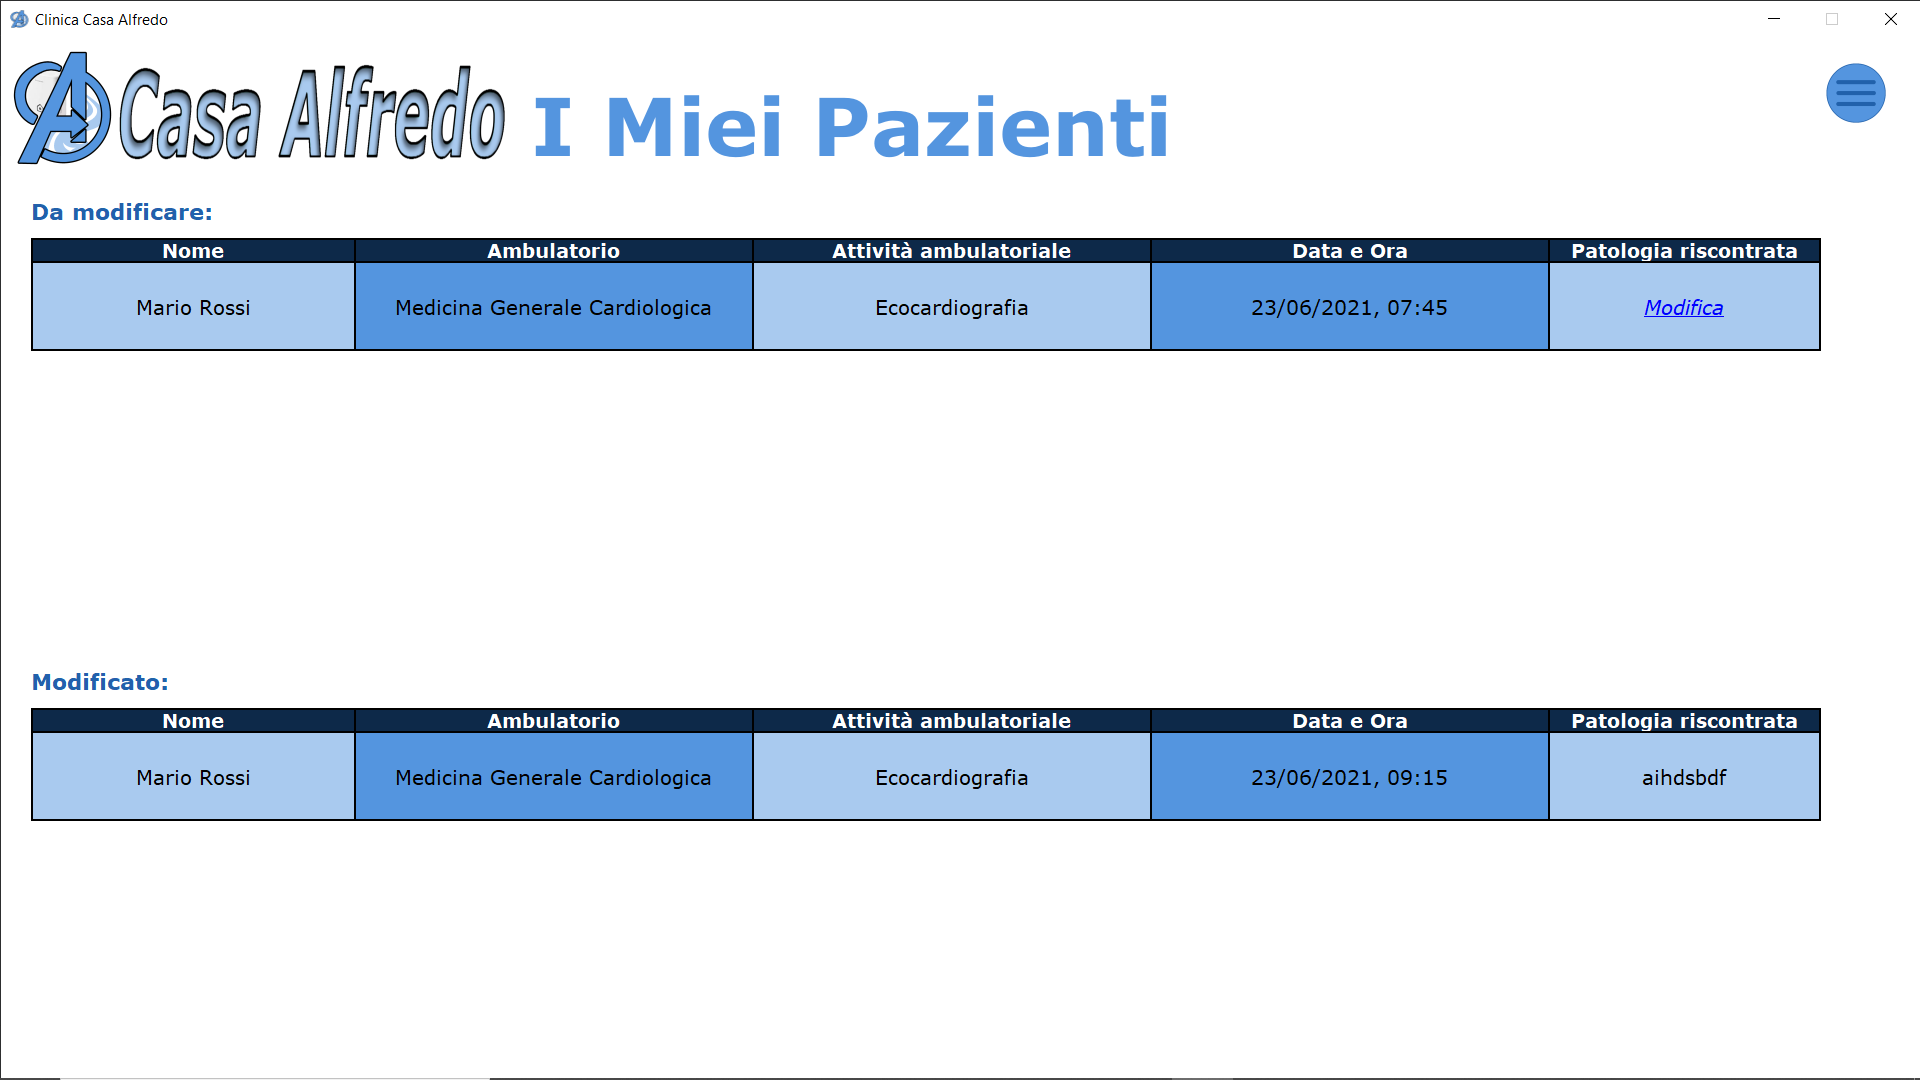 Clinica Casa Alfredo
Casa Alfredo I Miei Pazienti
Da modificare:
Nome Ambulatorio Attività ambulatoriale Data e Ora Patologia riscontrata
Mario Rossi Medicina Generale Cardiologica Ecocardiografia 23/06/2021, 07:45 Modifica
Modificato:
Nome Ambulatorio Attività ambulatoriale Data e Ora Patologia riscontrata
Mario Rossi Medicina Generale Cardiologica Ecocardiografia 23/06/2021, 09:15 aihdsbdf